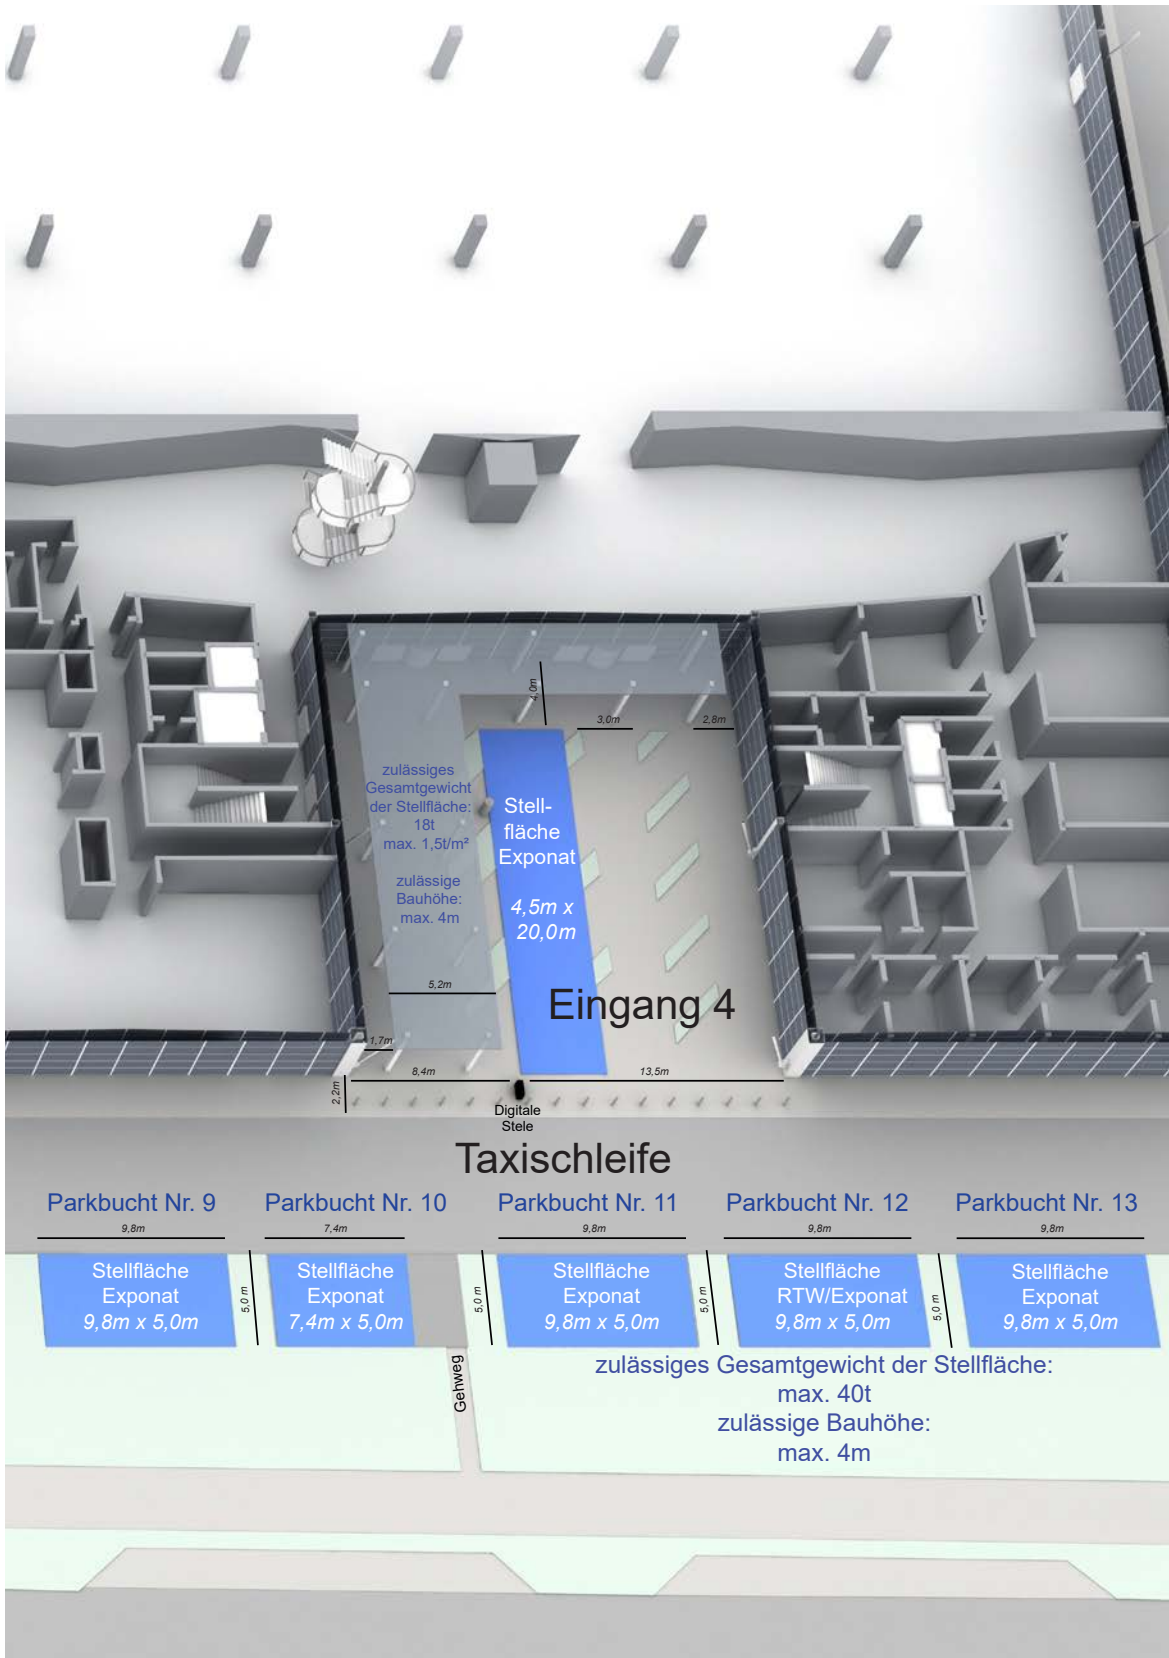 4,0m
3,0m
2,8m
zulässiges
Gesamtgewicht
der Stellfläche:
18t
max. 1,5t/m²
zulässige
Bauhöhe:
max. 4m
Stell-
fläche
Exponat
4,5m x
20,0m
5,2m
Eingang 4
1,7m
8,4m
13,5m
2,2m
Digitale
Stele
Taxischleife
Parkbucht Nr. 9
Parkbucht Nr. 10
Parkbucht Nr. 11
Parkbucht Nr. 12
Parkbucht Nr. 13
9,8m
7,4m
9,8m
9,8m
9,8m
Stellfläche
Exponat
9,8m x 5,0m
5,0 m
Stellfläche
Exponat
7,4m x 5,0m
5,0 m
Stellfläche
Exponat
9,8m x 5,0m
5,0 m
Stellfläche
RTW/Exponat
9,8m x 5,0m
5,0 m
Stellfläche
Exponat
9,8m x 5,0m
Gehweg
zulässiges Gesamtgewicht der Stellfläche:
max. 40t
zulässige Bauhöhe:
max. 4m